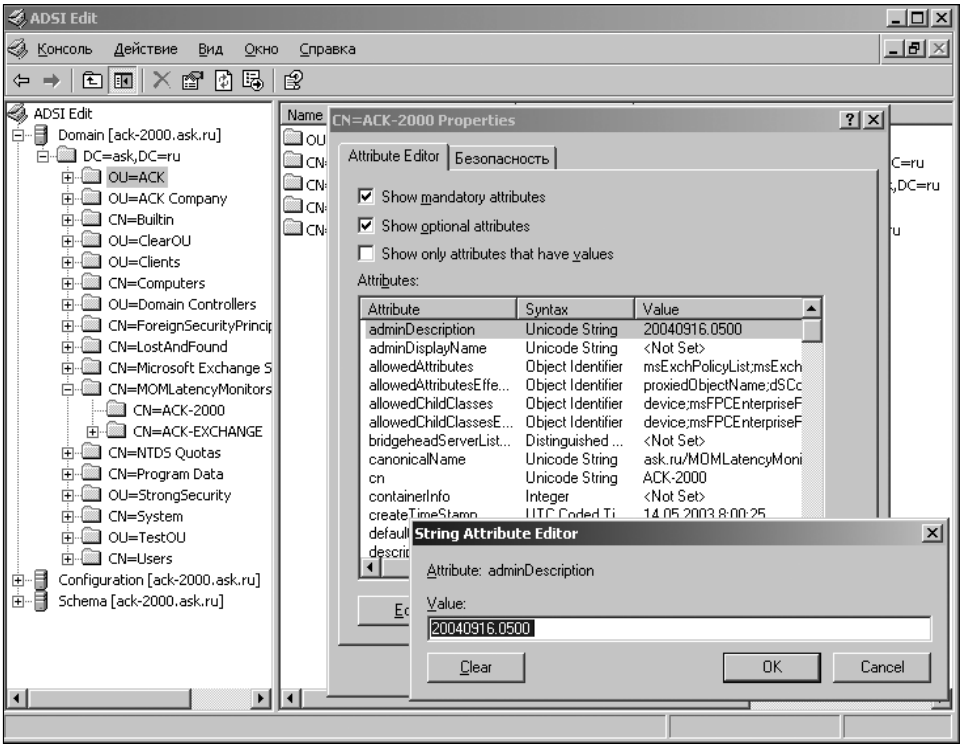 ADSI Edit
Консоль Действие Вид Окно Справка
ADSI Edit
Domain [ack-2000.ask.ru]
DC=ask,DC=ru
OU=ACK
OU=ACK Company
CN=Builtin
OU=ClearOU
OU=Clients
CN=Computers
OU=Domain Controllers
CN=ForeignSecurityPrincip
CN=LostAndFound
CN=Microsoft Exchange S
CN=MOMLatencyMonitors
CN=ACK-2000
CN=ACK-EXCHANGE
CN=NTDS Quotas
CN=Program Data
OU=StrongSecurity
CN=System
OU=TestOU
CN=Users
Configuration [ack-2000.ask.ru]
Schema [ack-2000.ask.ru]
Name
OU
CN=
CN=
CN=
CN=
C=ru
,DC=ru
ru
CN=ACK-2000 Properties
Attribute Editor Безопасность
Show mandatory attributes
Show optional attributes
Show only attributes that have values
Attributes:
Attribute Syntax Value
adminDescription Unicode String 20040916.0500
adminDisplayName Unicode String <Not Set>
allowedAttributes Object Identifier msExchPolicyList;msExch
allowedAttributesEffe... Object Identifier proxiedObjectName;dSCo
allowedChildClasses Object Identifier device;msFPCEnterpriseF
allowedChildClassesE... Object Identifier device;msFPCEnterpriseF
bridgeheadServerList... Distinguished ... <Not Set>
canonicalName Unicode String ask.ru/MOMLatencyMoni
cn Unicode String ACK-2000
containerInfo Integer <Not Set>
createTimeStamp UTC Coded Ti... 14.05.2003 8:00:25
defaul
descrip
Ed
String Attribute Editor
Attribute: adminDescription
Value:
20040916.0500
Clear OK Cancel